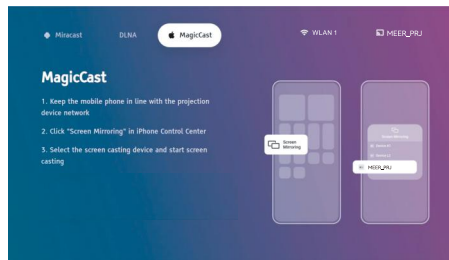 Miracast
DLNA
MagicCast
WLAN 1
MEER_PRJ
MagicCast
1. Keep the mobile phone in line with the projection
device network
2. Click "Screen Mirroring" in iPhone Control Center
3. Select the screen casting device and start screen
casting
Screen
Mirroring
Screen Mirroring
MEER_PRJ